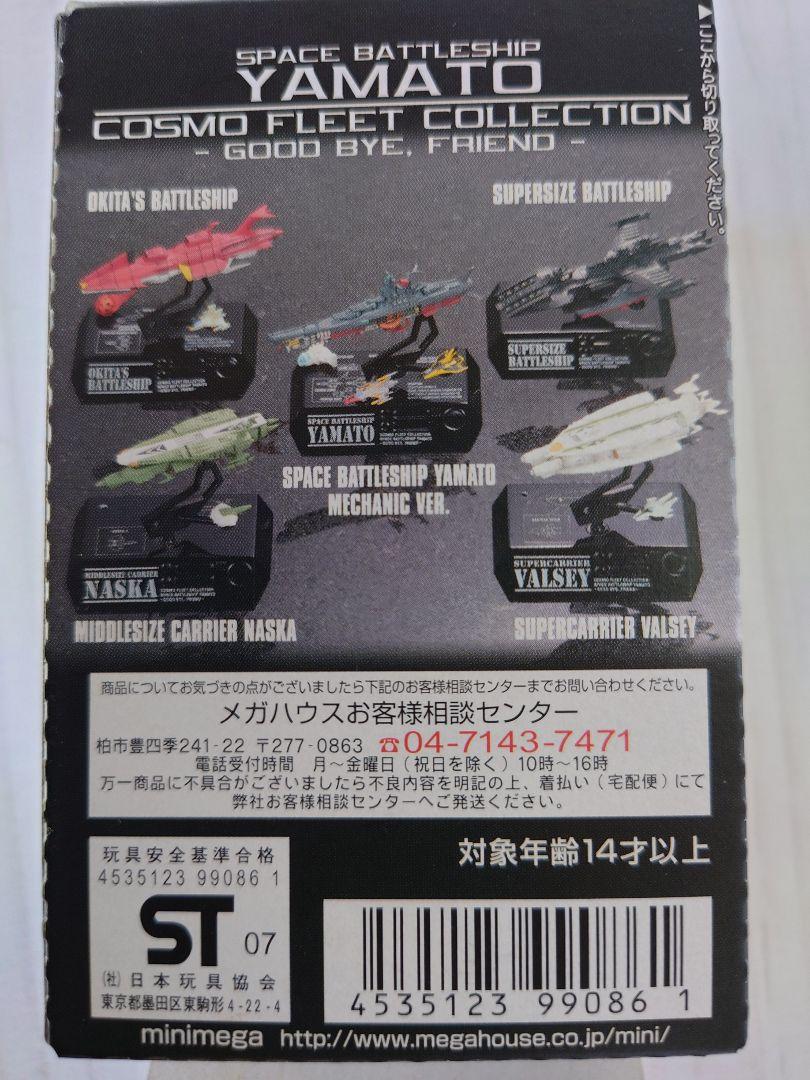 SPACE BATTLESHIP
YAMATO
COSMO FLEET COLLECTION
- GOOD BYE, FRIEND -
▶ここから切り取ってください。
OKITA'S BATTLESHIP
SUPERSIZE BATTLESHIP
OKITA'S
BATTLESHIP
SUPERSIZE
BATTLESHIP
SPACE BATTLESHIP
YAMATO
SPACE BATTLESHIP YAMATO
MECHANIC VER.
MIDDLESIZE CARRIER
NASKA
SUPERCARRIER
VALSEY
MIDDLESIZE CARRIER NASKA
SUPERCARRIER VALSEY
商品についてお気づきの点がございましたら下記のお客様相談センターまでお問い合わせください。
メガハウスお客様相談センター
柏市豊四季241-22 〒277-0863 ☎04-7143-7471
電話受付時間 月~金曜日(祝日を除く)10時~16時
万一商品に不具合がございましたら不良内容を明記の上、着払い(宅配便)にて
弊社お客様相談センターへご発送ください。
対象年齢14才以上
玩具安全基準合格
4535123 99086 1
ST 07
(社)日本玩具協会
東京都墨田区東駒形4-22-4
4535123 99086 1
minimega http://www.megahouse.co.jp/mini/